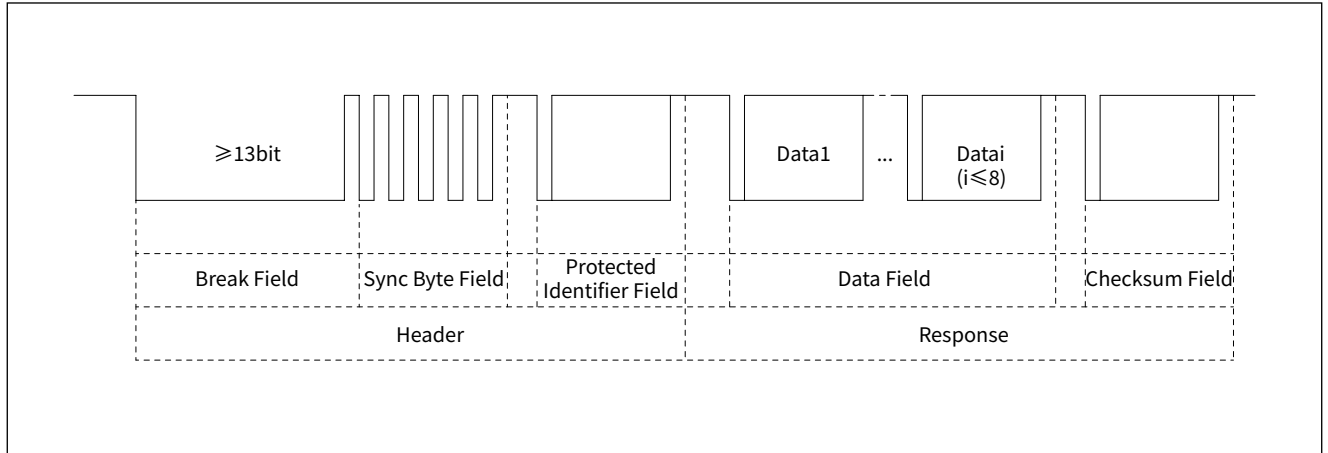 ≥13bit
Data1
...
Datai
(i≤8)
Break Field
Sync Byte Field
Protected
Identifier Field
Data Field
Checksum Field
Header
Response